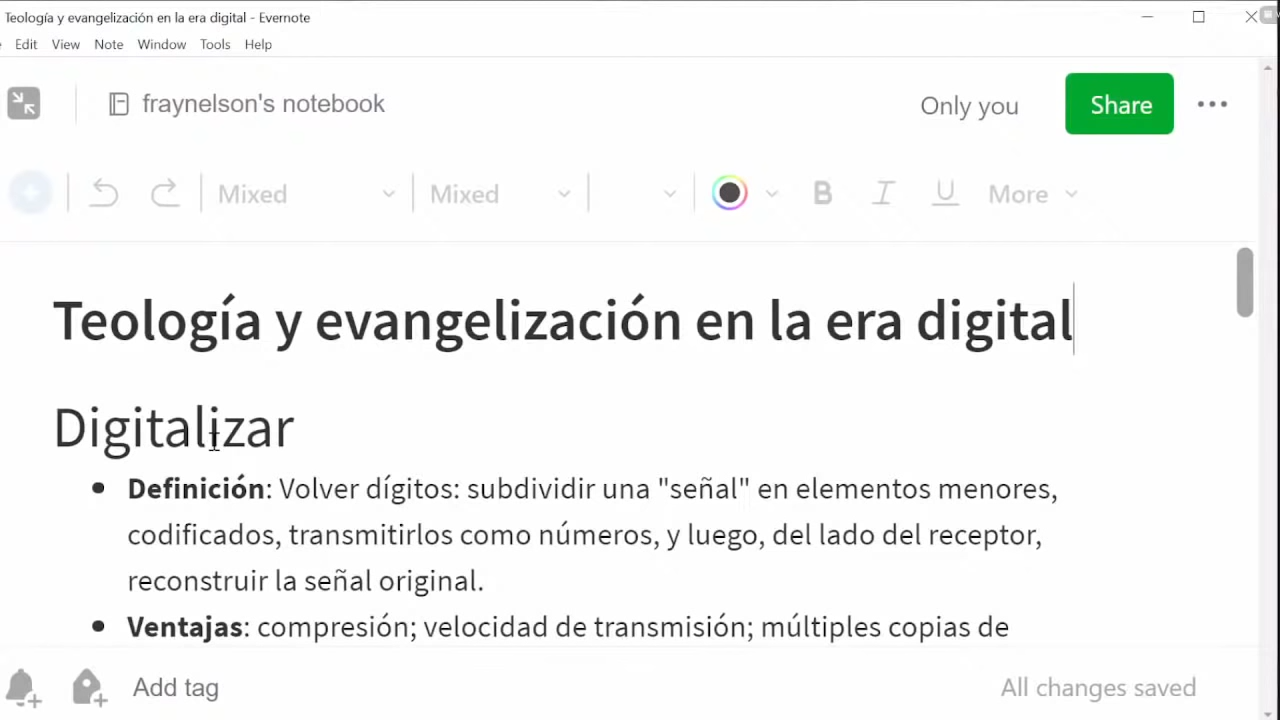 Teología y evangelización en la era digital - Evernote
Edit View Note Window Tools Help
fraynelson's notebook
Only you
Share
Mixed
Mixed
B I U More
Teología y evangelización en la era digital
Digitalizar
Definición: Volver dígitos: subdividir una "señal" en elementos menores,
codificados, transmitirlos como números, y luego, del lado del receptor,
reconstruir la señal original.
Ventajas: compresión; velocidad de transmisión; múltiples copias de
Add tag
All changes saved